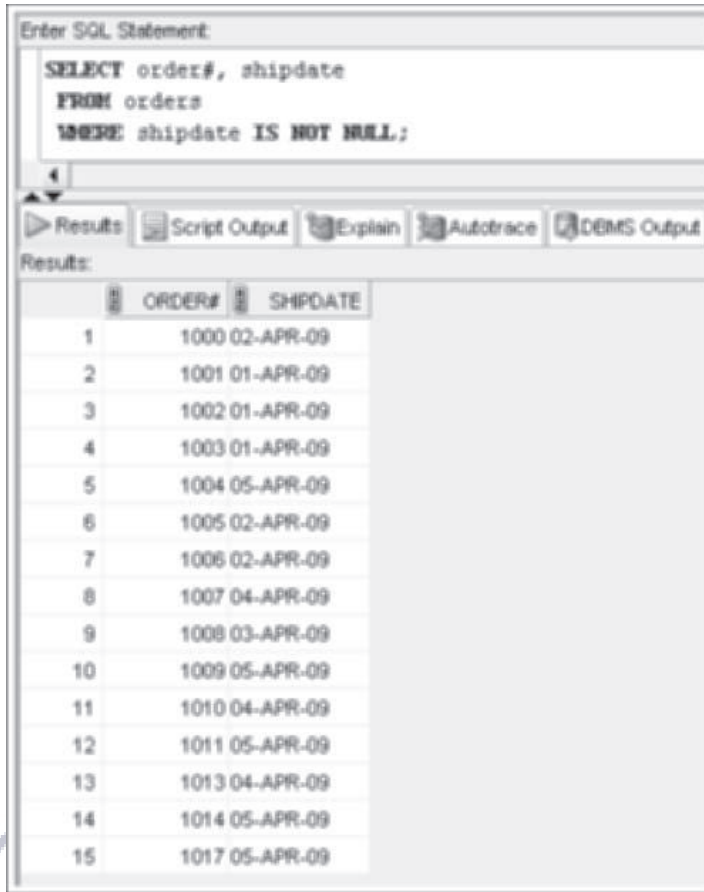 Enter SQL Statement:
SELECT order#, shipdate
FROM orders
WHERE shipdate IS NOT NULL;
Results Script Output Explain Autotrace DBMS Output
Results:
ORDER# SHIPDATE
1 1000 02-APR-09
2 1001 01-APR-09
3 1002 01-APR-09
4 1003 01-APR-09
5 1004 05-APR-09
6 1005 02-APR-09
7 1006 02-APR-09
8 1007 04-APR-09
9 1008 03-APR-09
10 1009 05-APR-09
11 1010 04-APR-09
12 1011 05-APR-09
13 1013 04-APR-09
14 1014 05-APR-09
15 1017 05-APR-09